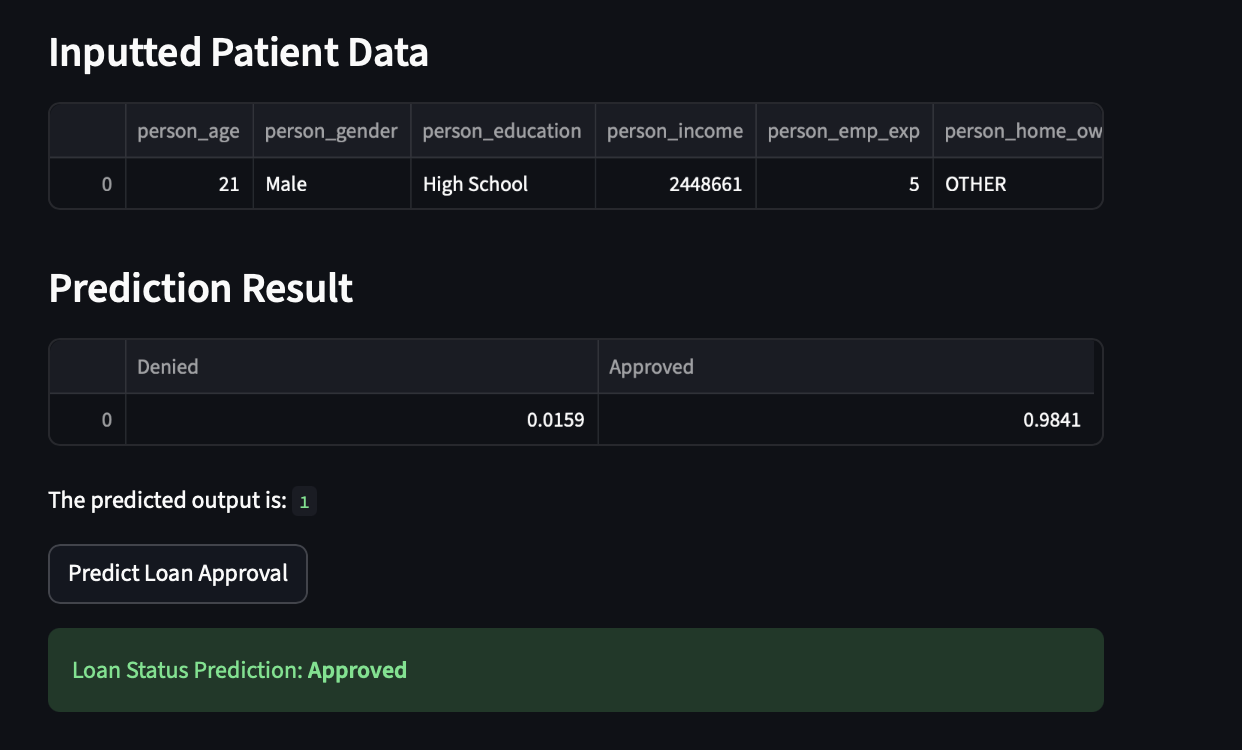 Inputted Patient Data
person_age person_gender person_education person_income person_emp_exp person_home_ow
0 21 Male High School 2448661 5 OTHER
Prediction Result
Denied Approved
0 0.0159 0.9841
The predicted output is: 1
Predict Loan Approval
Loan Status Prediction: Approved